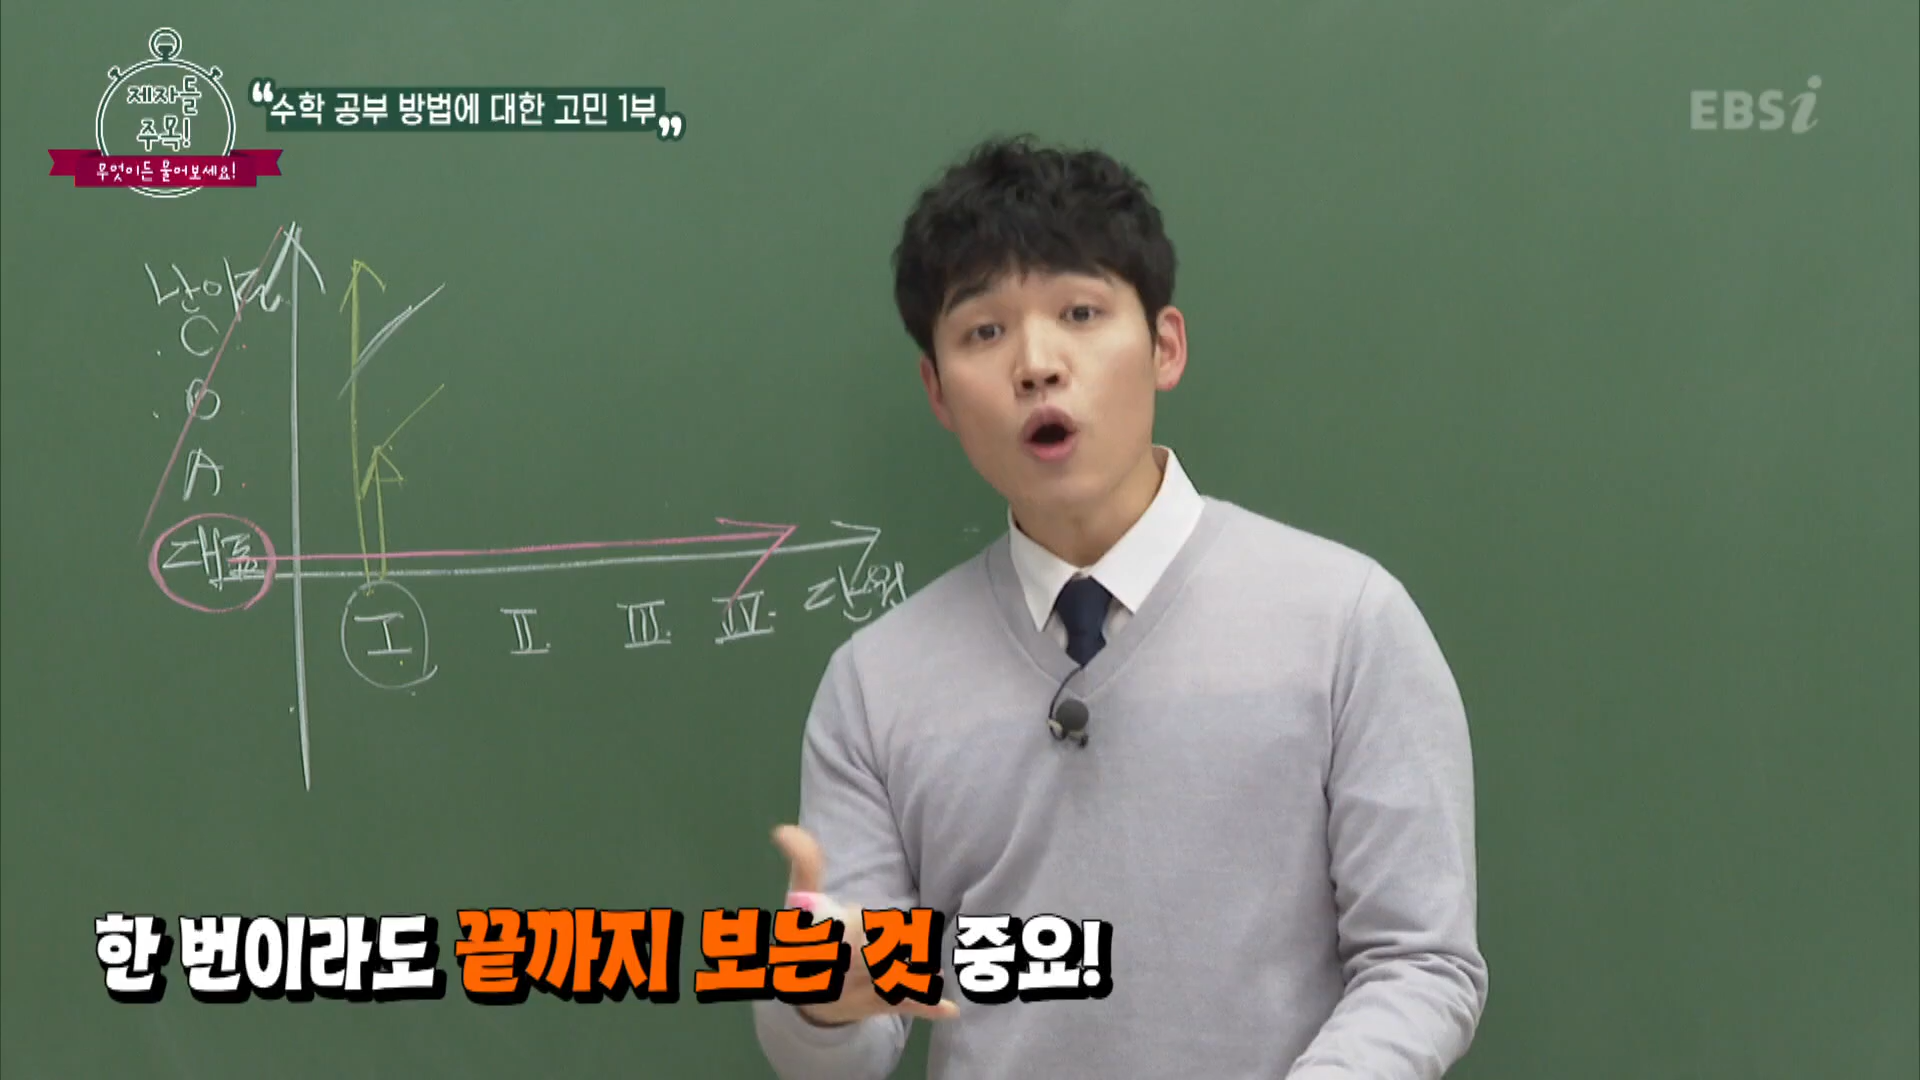 제자들
주목!
무엇이든 물어보세요!
“수학 공부 방법에 대한 고민 1부”
EBSi
난이도
C
B
A
대표
I II. III. IV. 단원
한 번이라도 끝까지 보는 것 중요!